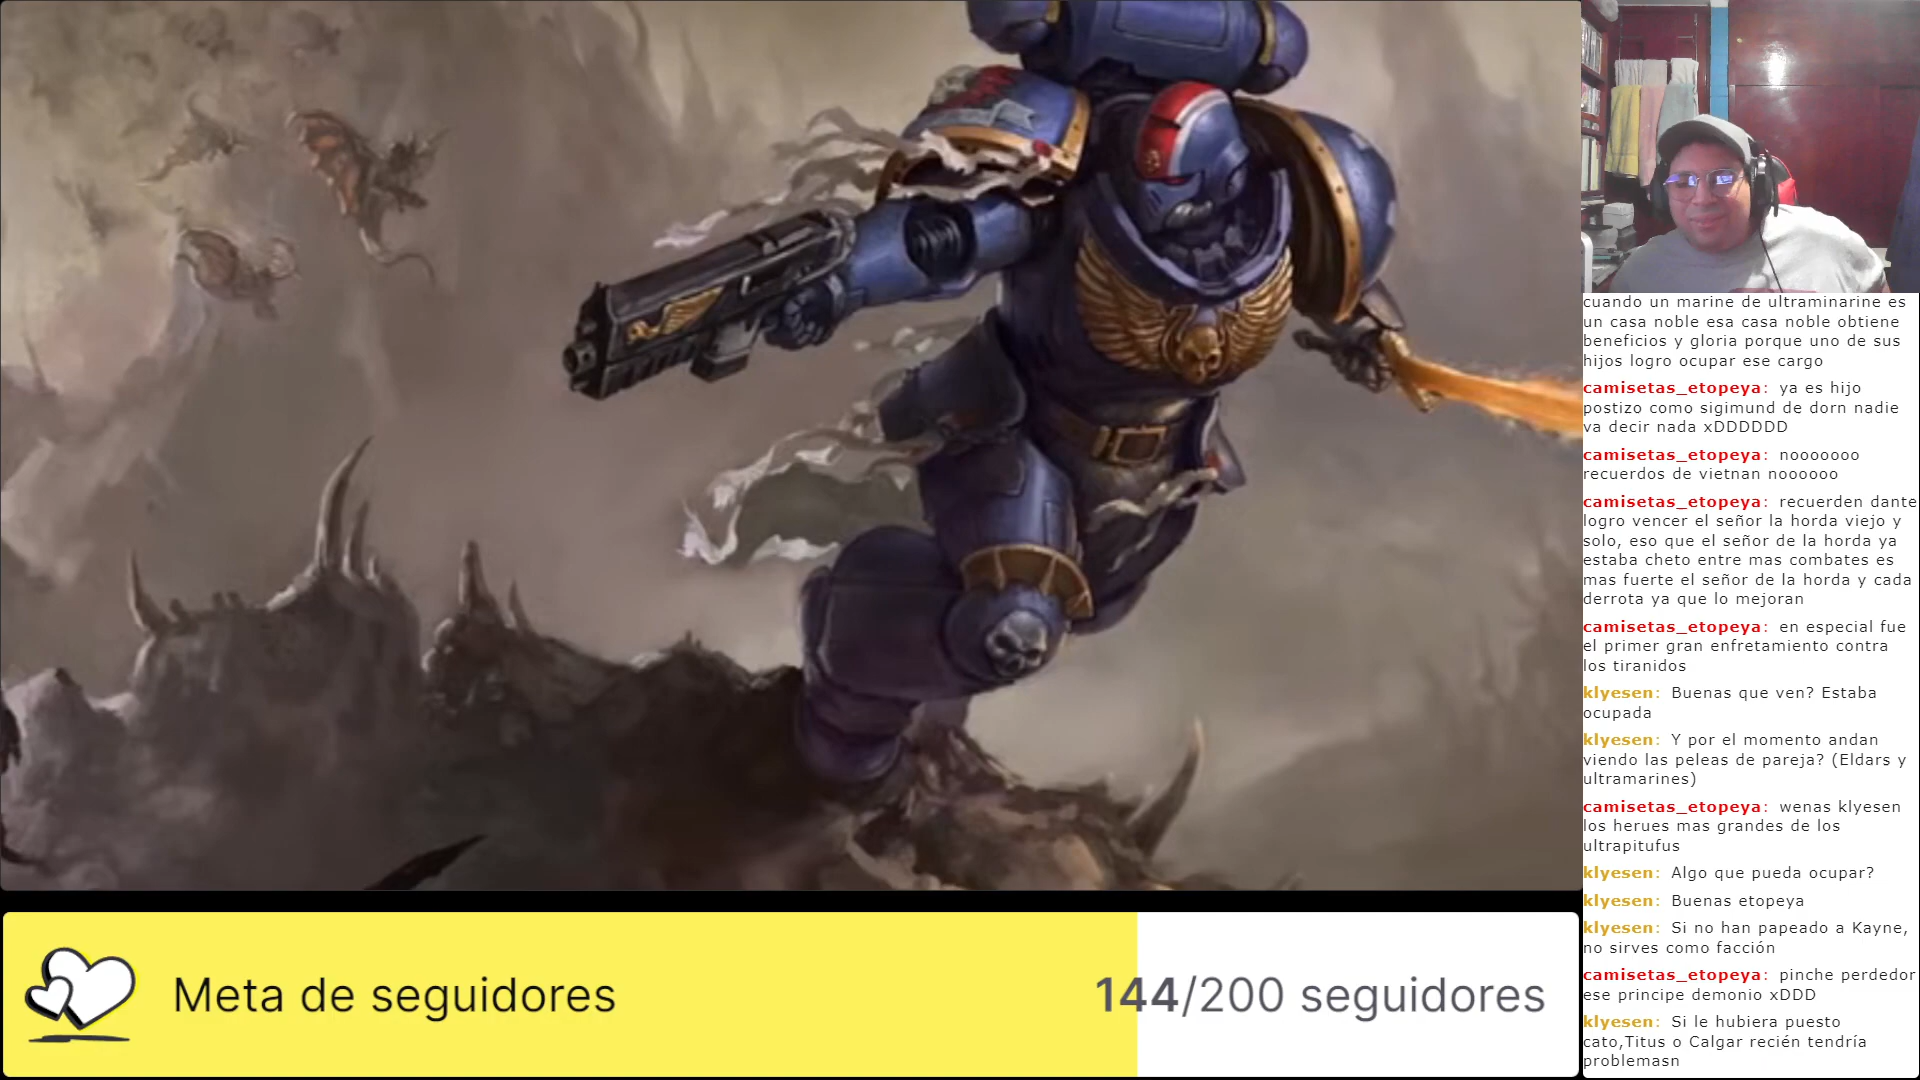 cuando un marine de ultraminarine es
un casa noble esa casa noble obtiene
beneficios y gloria porque uno de sus
hijos logro ocupar ese cargo
camisetas_etopeya: ya es hijo
postizo como sigimund de dorn nadie
va decir nada xDDDDDD
camisetas_etopeya: nooooooo
recuerdos de vietnan noooooo
camisetas_etopeya: recuerden dante
logro vencer el señor la horda viejo y
solo, eso que el señor de la horda ya
estaba cheto entre mas combates es
mas fuerte el señor de la horda y cada
derrota ya que lo mejoran
camisetas_etopeya: en especial fue
el primer gran enfretamiento contra
los tiranidos
klyesen: Buenas que ven? Estaba
ocupada
klyesen: Y por el momento andan
viendo las peleas de pareja? (Eldars y
ultramarines)
camisetas_etopeya: wenas klyesen
los herues mas grandes de los
ultrapitufus
klyesen: Algo que pueda ocupar?
klyesen: Buenas etopeya
klyesen: Si no han papeado a Kayne,
no sirves como facción
camisetas_etopeya: pinche perdedor
ese principe demonio xDDD
klyesen: Si le hubiera puesto
cato,Titus o Calgar recién tendría
problemasn
Meta de seguidores
144/200 seguidores